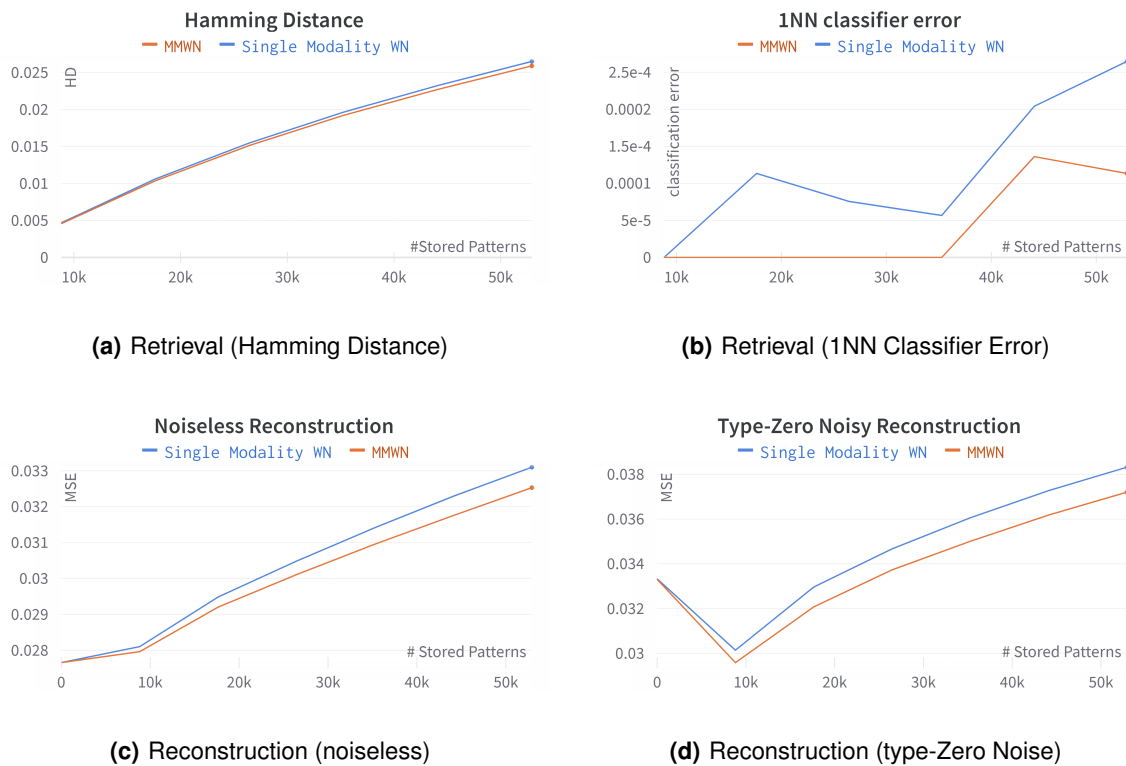 Hamming Distance
MMWN Single Modality WN
HD
0.025
0.02
0.015
0.01
0.005
0
#Stored Patterns
10k 20k 30k 40k 50k
(a) Retrieval (Hamming Distance)
1NN classifier error
MMWN Single Modality WN
classification error
2.5e-4
0.0002
1.5e-4
0.0001
5e-5
0
# Stored Patterns
10k 20k 30k 40k 50k
(b) Retrieval (1NN Classifier Error)
Noiseless Reconstruction
Single Modality WN MMWN
MSE
0.033
0.032
0.031
0.03
0.029
0.028
# Stored Patterns
0 10k 20k 30k 40k 50k
(c) Reconstruction (noiseless)
Type-Zero Noisy Reconstruction
Single Modality WN MMWN
MSE
0.038
0.036
0.034
0.032
0.03
# Stored Patterns
0 10k 20k 30k 40k 50k
(d) Reconstruction (type-Zero Noise)